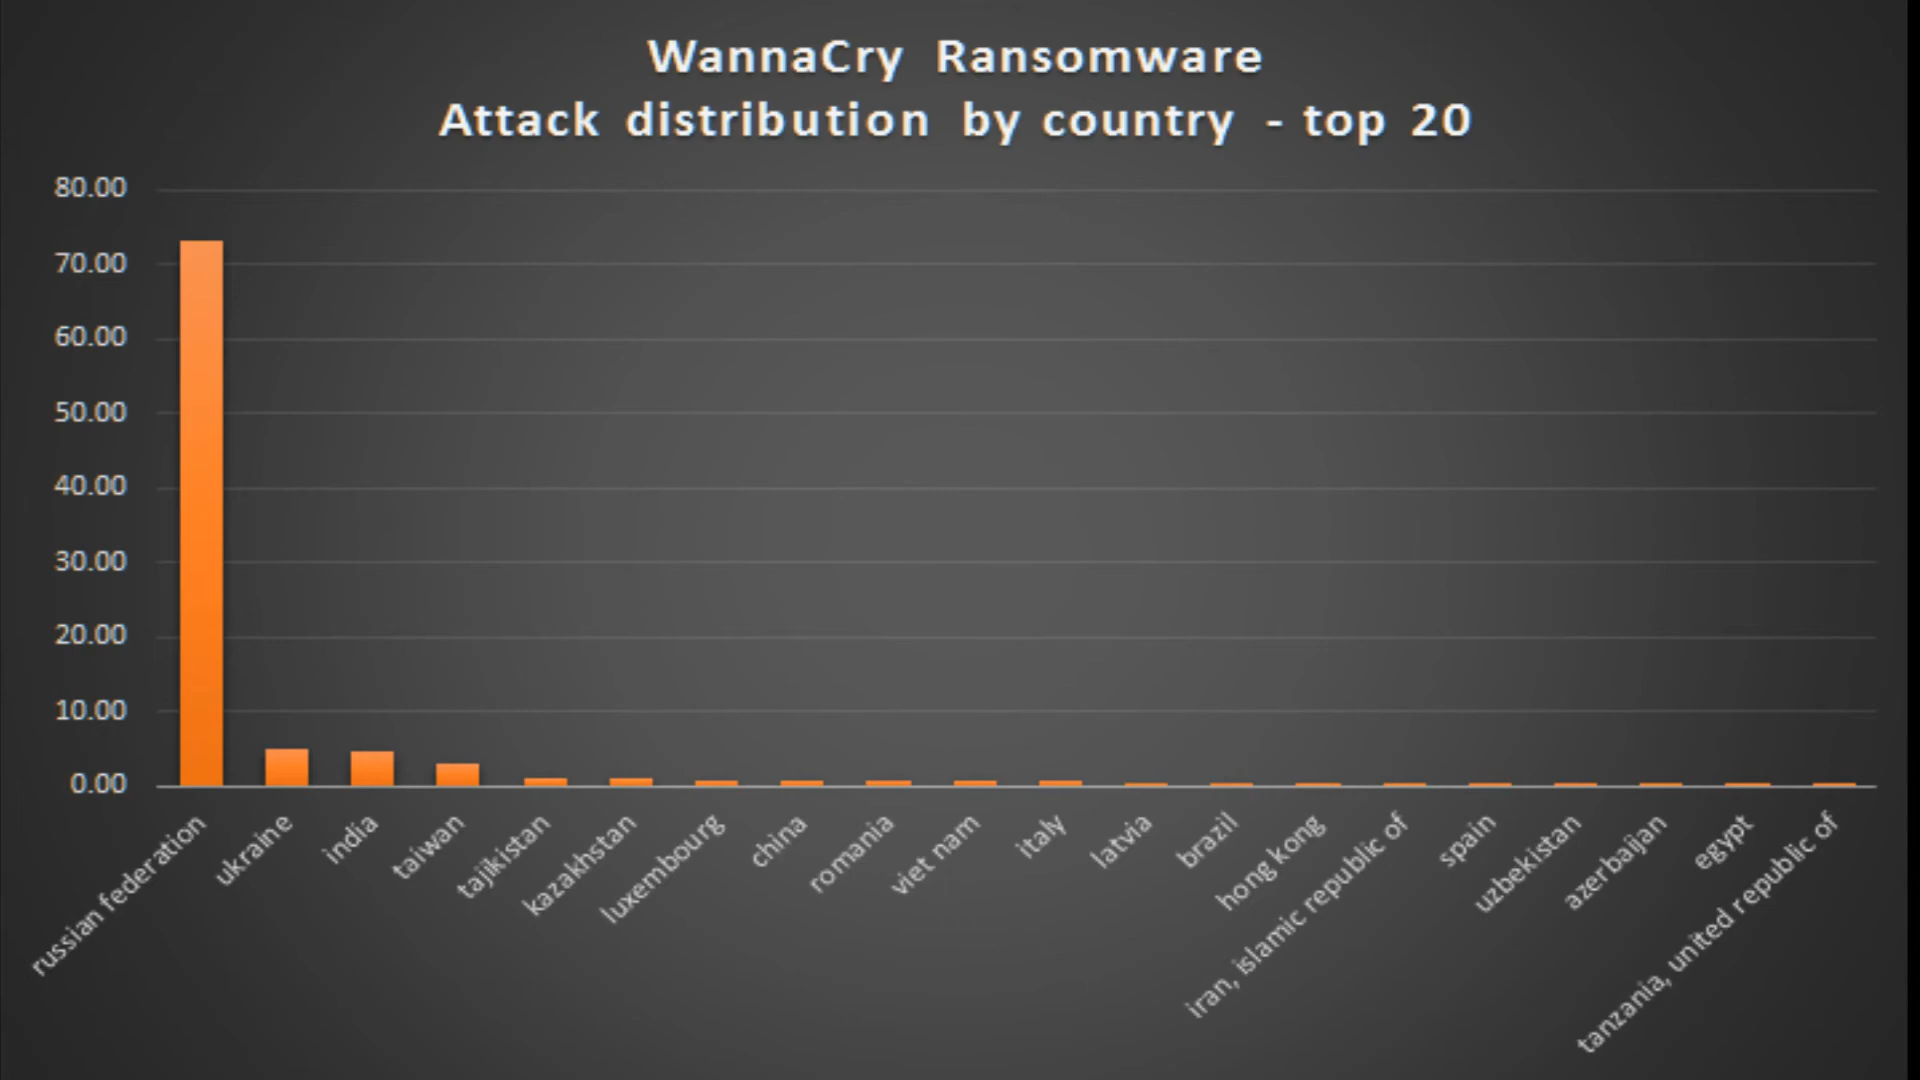 WannaCry Ransomware
Attack distribution by country - top 20
80.00
70.00
60.00
50.00
40.00
30.00
20.00
10.00
0.00
russian federation
ukraine
india
taiwan
tajikistan
kazakhstan
luxembourg
china
romania
viet nam
italy
latvia
brazil
hong kong
iran, islamic republic of
spain
uzbekistan
azerbaijan
egypt
tanzania, united republic of